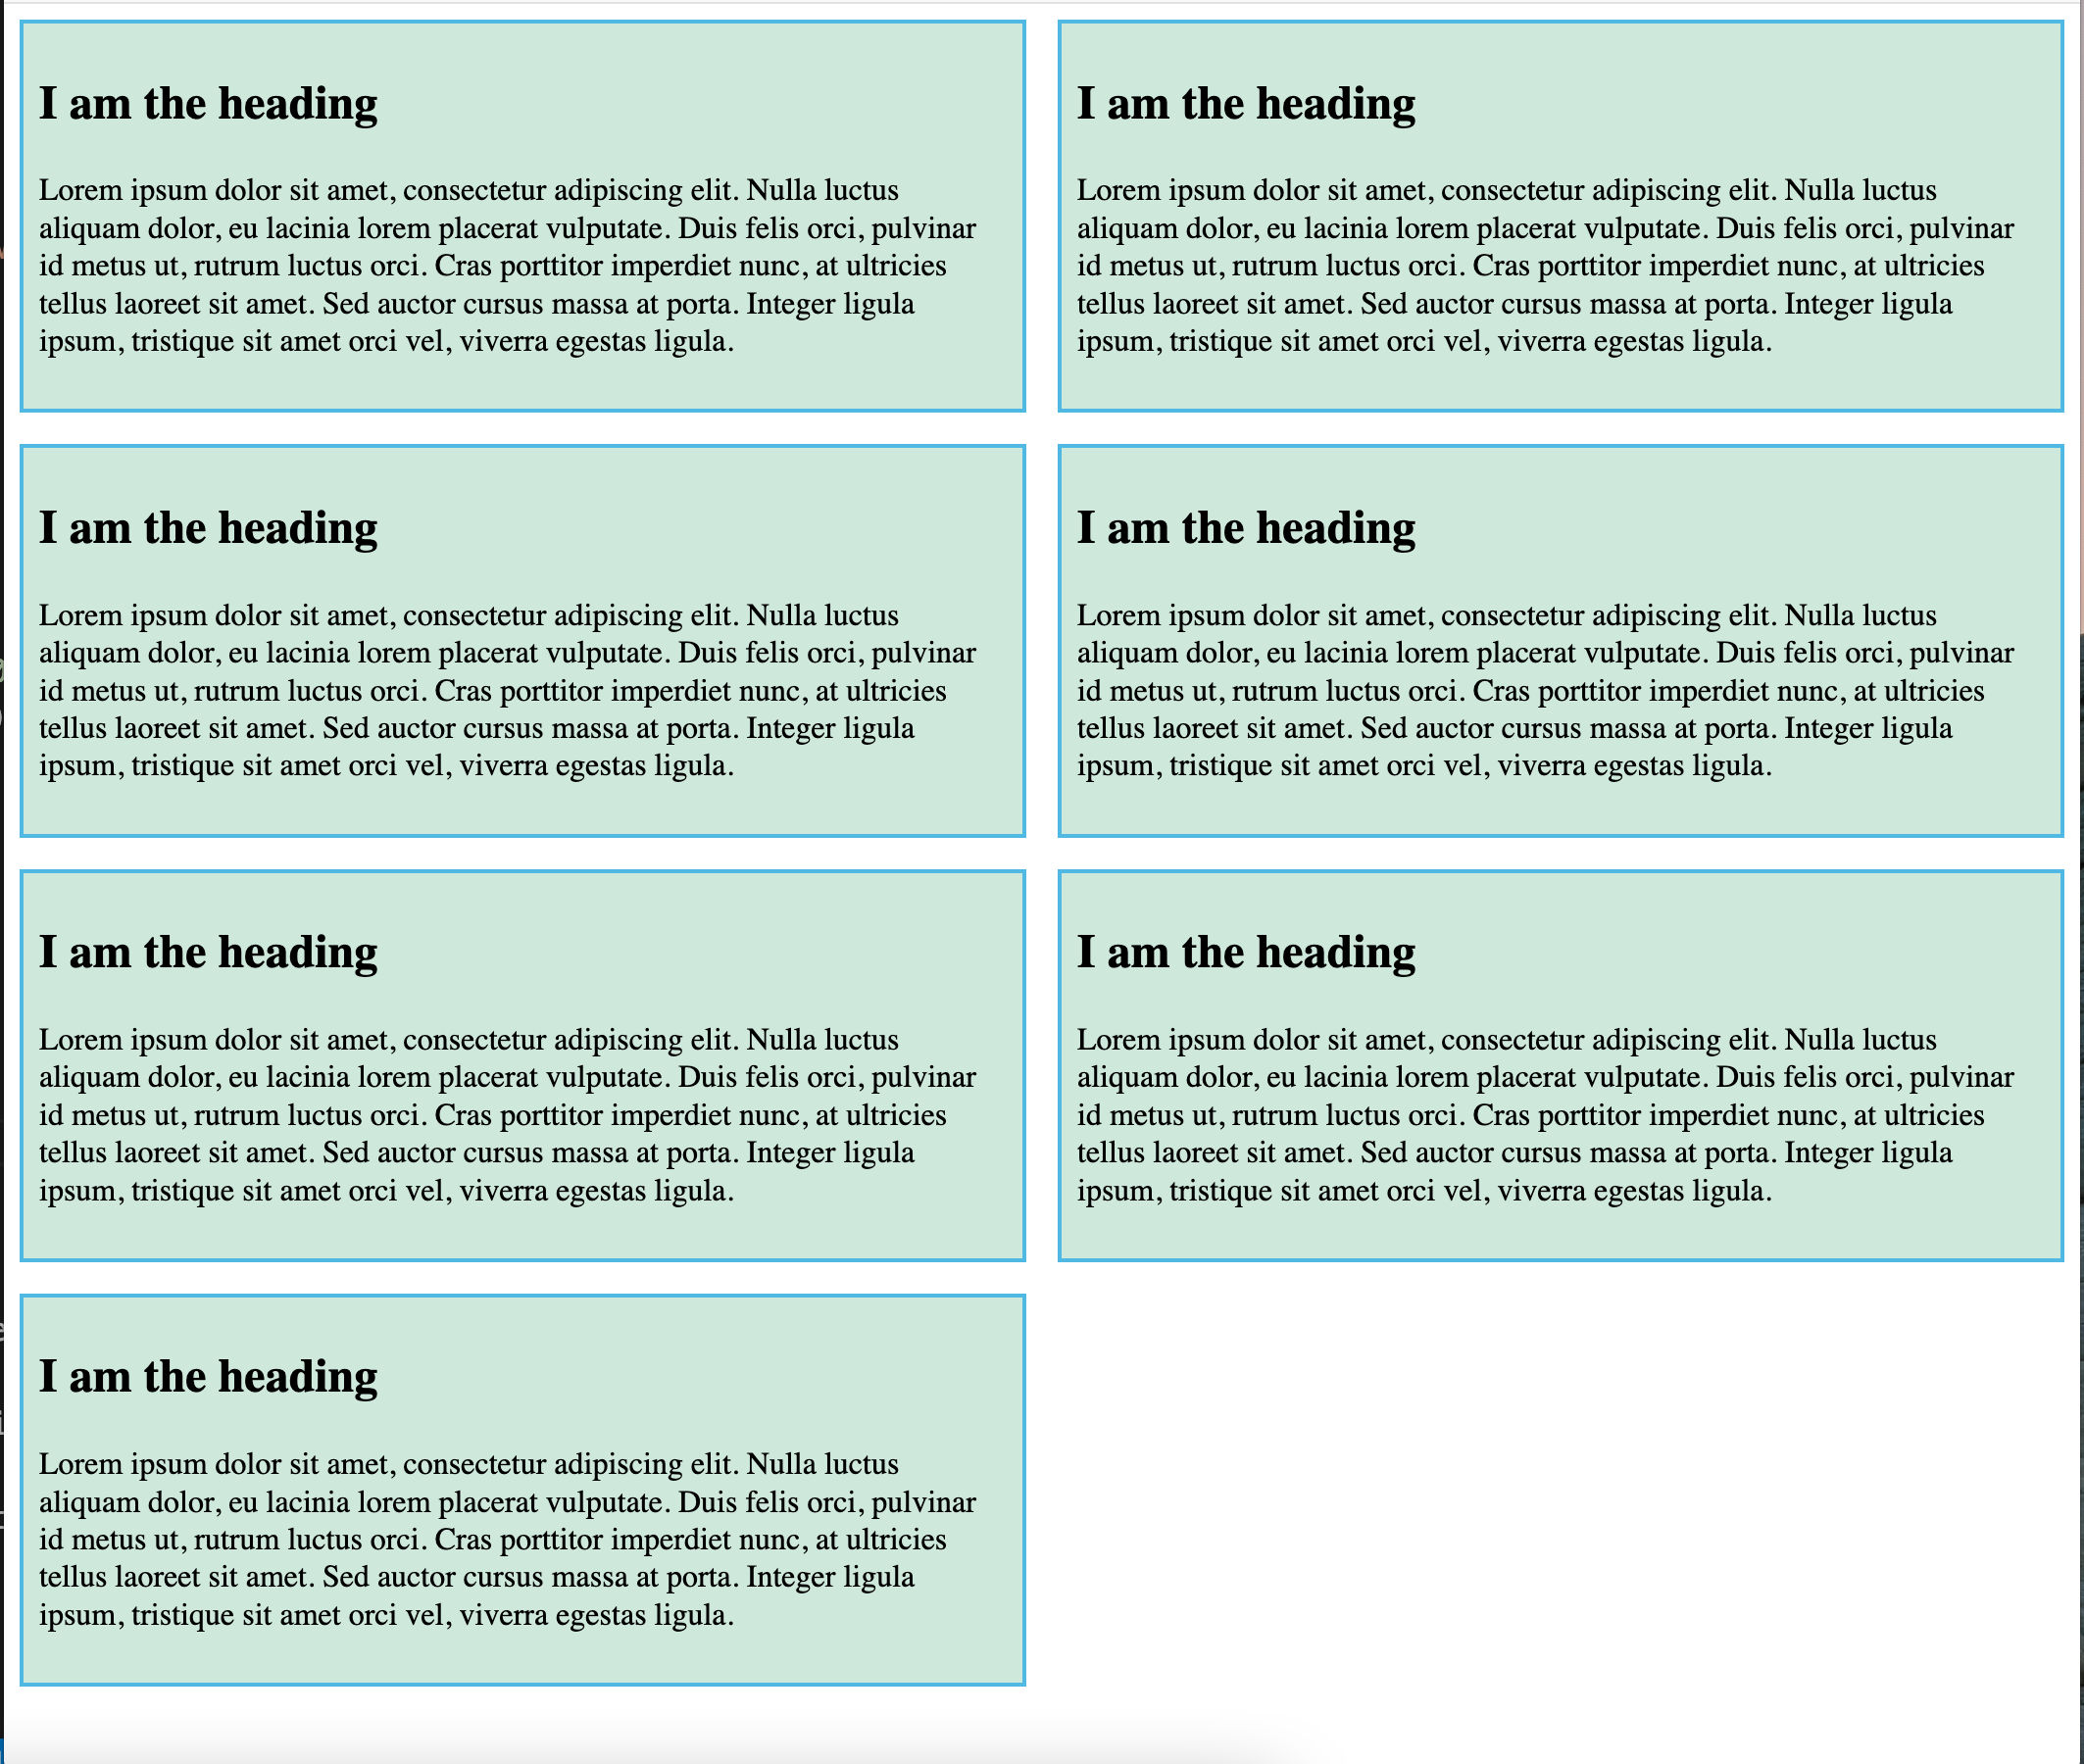 I am the heading
Lorem ipsum dolor sit amet, consectetur adipiscing elit. Nulla luctus
aliquam dolor, eu lacinia lorem placerat vulputate. Duis felis orci, pulvinar
id metus ut, rutrum luctus orci. Cras porttitor imperdiet nunc, at ultricies
tellus laoreet sit amet. Sed auctor cursus massa at porta. Integer ligula
ipsum, tristique sit amet orci vel, viverra egestas ligula.
I am the heading
Lorem ipsum dolor sit amet, consectetur adipiscing elit. Nulla luctus
aliquam dolor, eu lacinia lorem placerat vulputate. Duis felis orci, pulvinar
id metus ut, rutrum luctus orci. Cras porttitor imperdiet nunc, at ultricies
tellus laoreet sit amet. Sed auctor cursus massa at porta. Integer ligula
ipsum, tristique sit amet orci vel, viverra egestas ligula.
I am the heading
Lorem ipsum dolor sit amet, consectetur adipiscing elit. Nulla luctus
aliquam dolor, eu lacinia lorem placerat vulputate. Duis felis orci, pulvinar
id metus ut, rutrum luctus orci. Cras porttitor imperdiet nunc, at ultricies
tellus laoreet sit amet. Sed auctor cursus massa at porta. Integer ligula
ipsum, tristique sit amet orci vel, viverra egestas ligula.
I am the heading
Lorem ipsum dolor sit amet, consectetur adipiscing elit. Nulla luctus
aliquam dolor, eu lacinia lorem placerat vulputate. Duis felis orci, pulvinar
id metus ut, rutrum luctus orci. Cras porttitor imperdiet nunc, at ultricies
tellus laoreet sit amet. Sed auctor cursus massa at porta. Integer ligula
ipsum, tristique sit amet orci vel, viverra egestas ligula.
I am the heading
Lorem ipsum dolor sit amet, consectetur adipiscing elit. Nulla luctus
aliquam dolor, eu lacinia lorem placerat vulputate. Duis felis orci, pulvinar
id metus ut, rutrum luctus orci. Cras porttitor imperdiet nunc, at ultricies
tellus laoreet sit amet. Sed auctor cursus massa at porta. Integer ligula
ipsum, tristique sit amet orci vel, viverra egestas ligula.
I am the heading
Lorem ipsum dolor sit amet, consectetur adipiscing elit. Nulla luctus
aliquam dolor, eu lacinia lorem placerat vulputate. Duis felis orci, pulvinar
id metus ut, rutrum luctus orci. Cras porttitor imperdiet nunc, at ultricies
tellus laoreet sit amet. Sed auctor cursus massa at porta. Integer ligula
ipsum, tristique sit amet orci vel, viverra egestas ligula.
I am the heading
Lorem ipsum dolor sit amet, consectetur adipiscing elit. Nulla luctus
aliquam dolor, eu lacinia lorem placerat vulputate. Duis felis orci, pulvinar
id metus ut, rutrum luctus orci. Cras porttitor imperdiet nunc, at ultricies
tellus laoreet sit amet. Sed auctor cursus massa at porta. Integer ligula
ipsum, tristique sit amet orci vel, viverra egestas ligula.